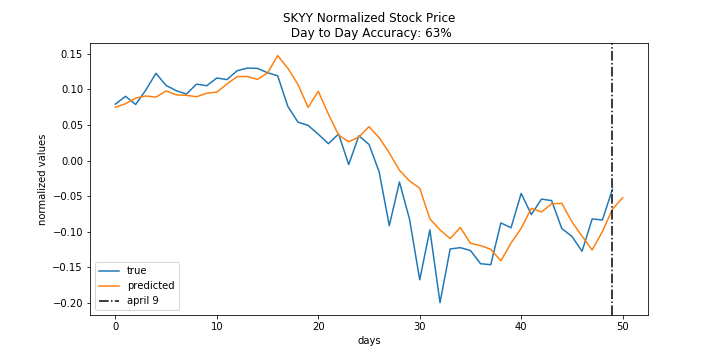 SKYY Normalized Stock Price
Day to Day Accuracy: 63%
0.15
0.10
0.05
0.00
−0.05
−0.10
−0.15
−0.20
normalized values
true
predicted
april 9
0
10
20
30
40
50
days